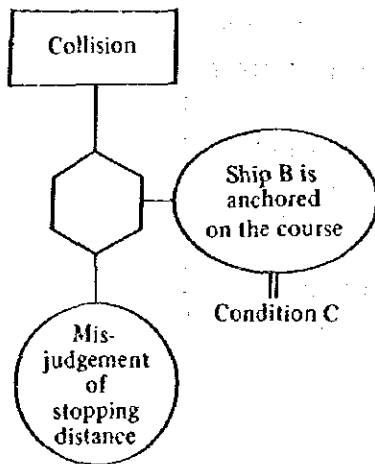 Collision
Ship B is
anchored
on the course
Condition C
Mis-
judgement
of
stopping
distance